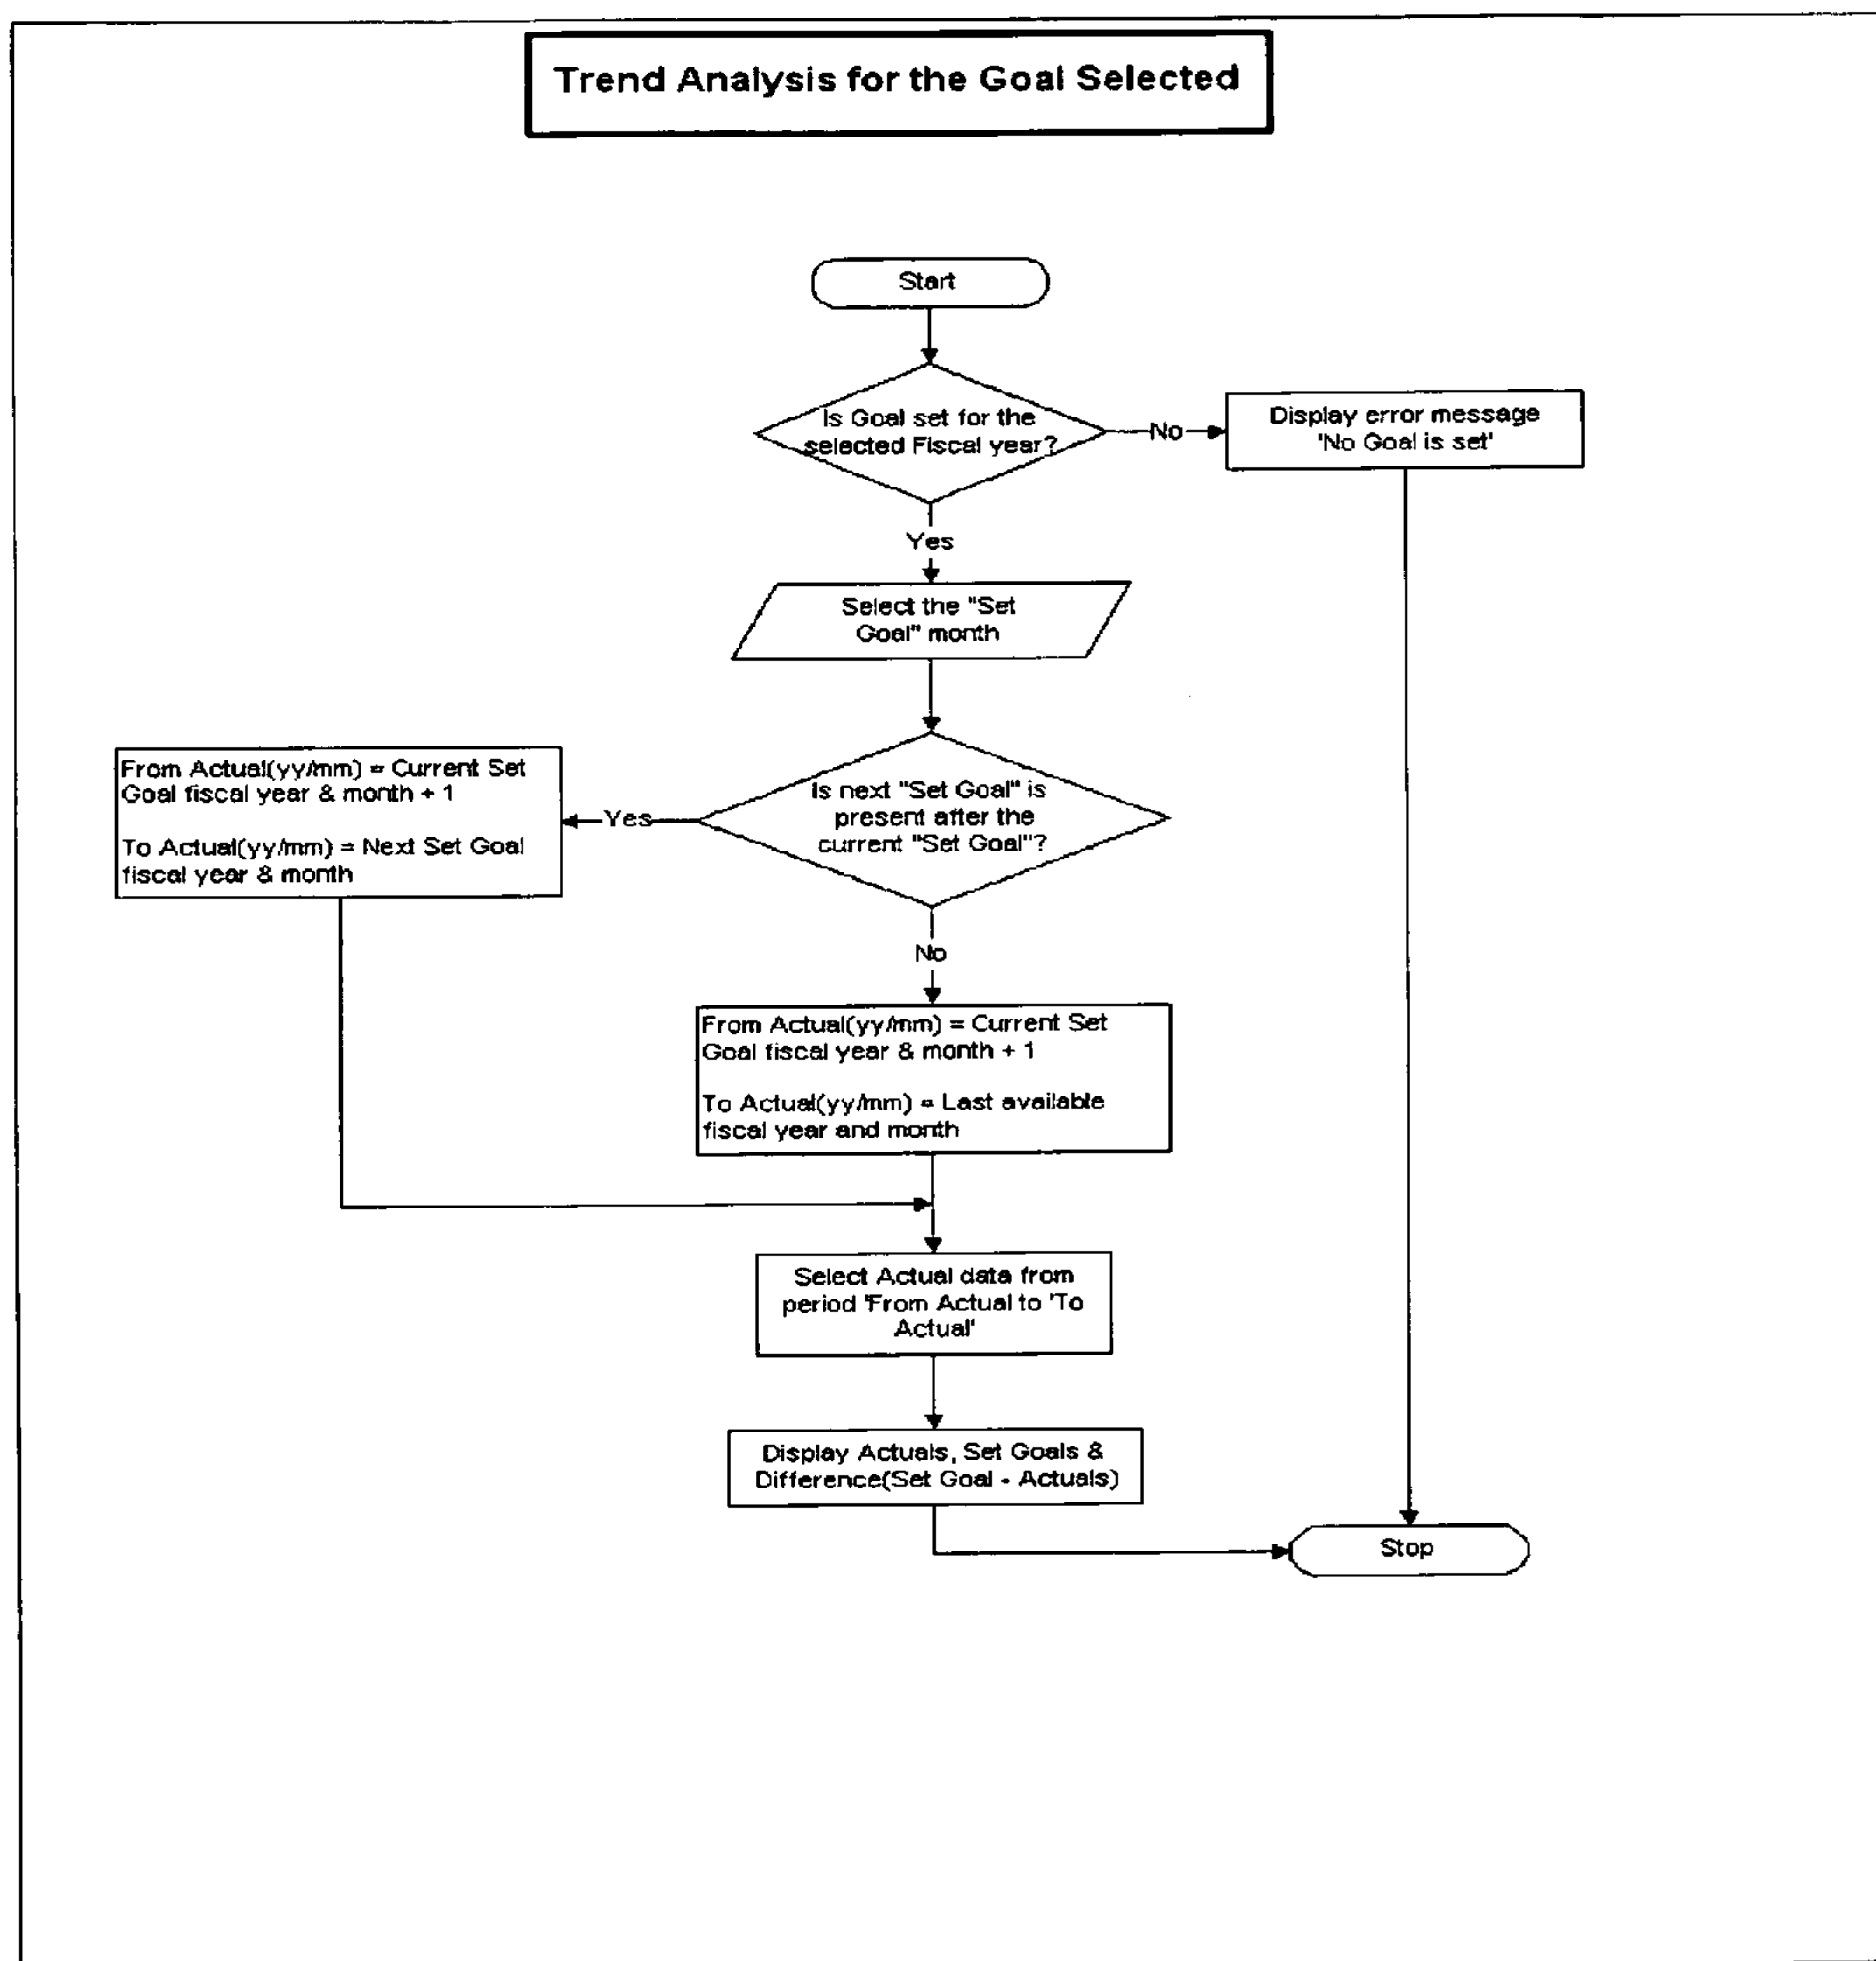 Trend Analysis for the Goal Selected
Start
Is Goal set for the
selected Fiscal year?
No
Display error message
'No Goal is set'
Yes
Select the "Set
Goal" month
Is next "Set Goal" is
present after the
current "Set Goal"?
Yes
From Actual(yy/mm) = Current Set
Goal fiscal year & month + 1
To Actual(yy/mm) = Next Set Goal
fiscal year & month
No
From Actual(yy/mm) = Current Set
Goal fiscal year & month + 1
To Actual(yy/mm) = Last available
fiscal year and month
Select Actual data from
period 'From Actual to 'To
Actual'
Display Actuals, Set Goals &
Difference(Set Goal - Actuals)
Stop